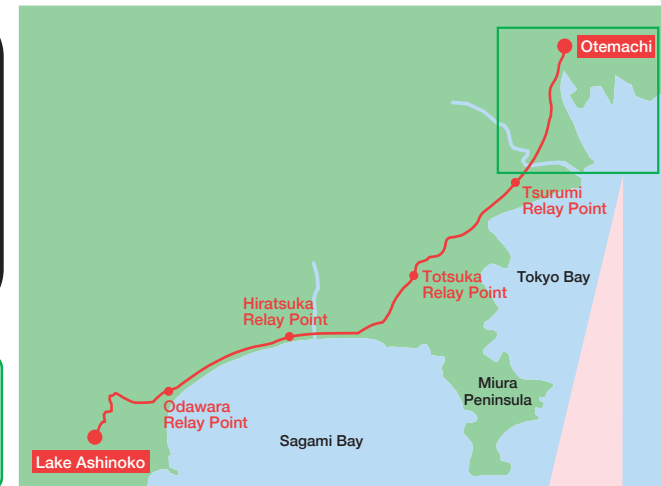 Otemachi
Tsurumi
Relay Point
Totsuka
Relay Point
Tokyo Bay
Hiratsuka
Relay Point
Miura
Peninsula
Odawara
Relay Point
Sagami Bay
Lake Ashinoko